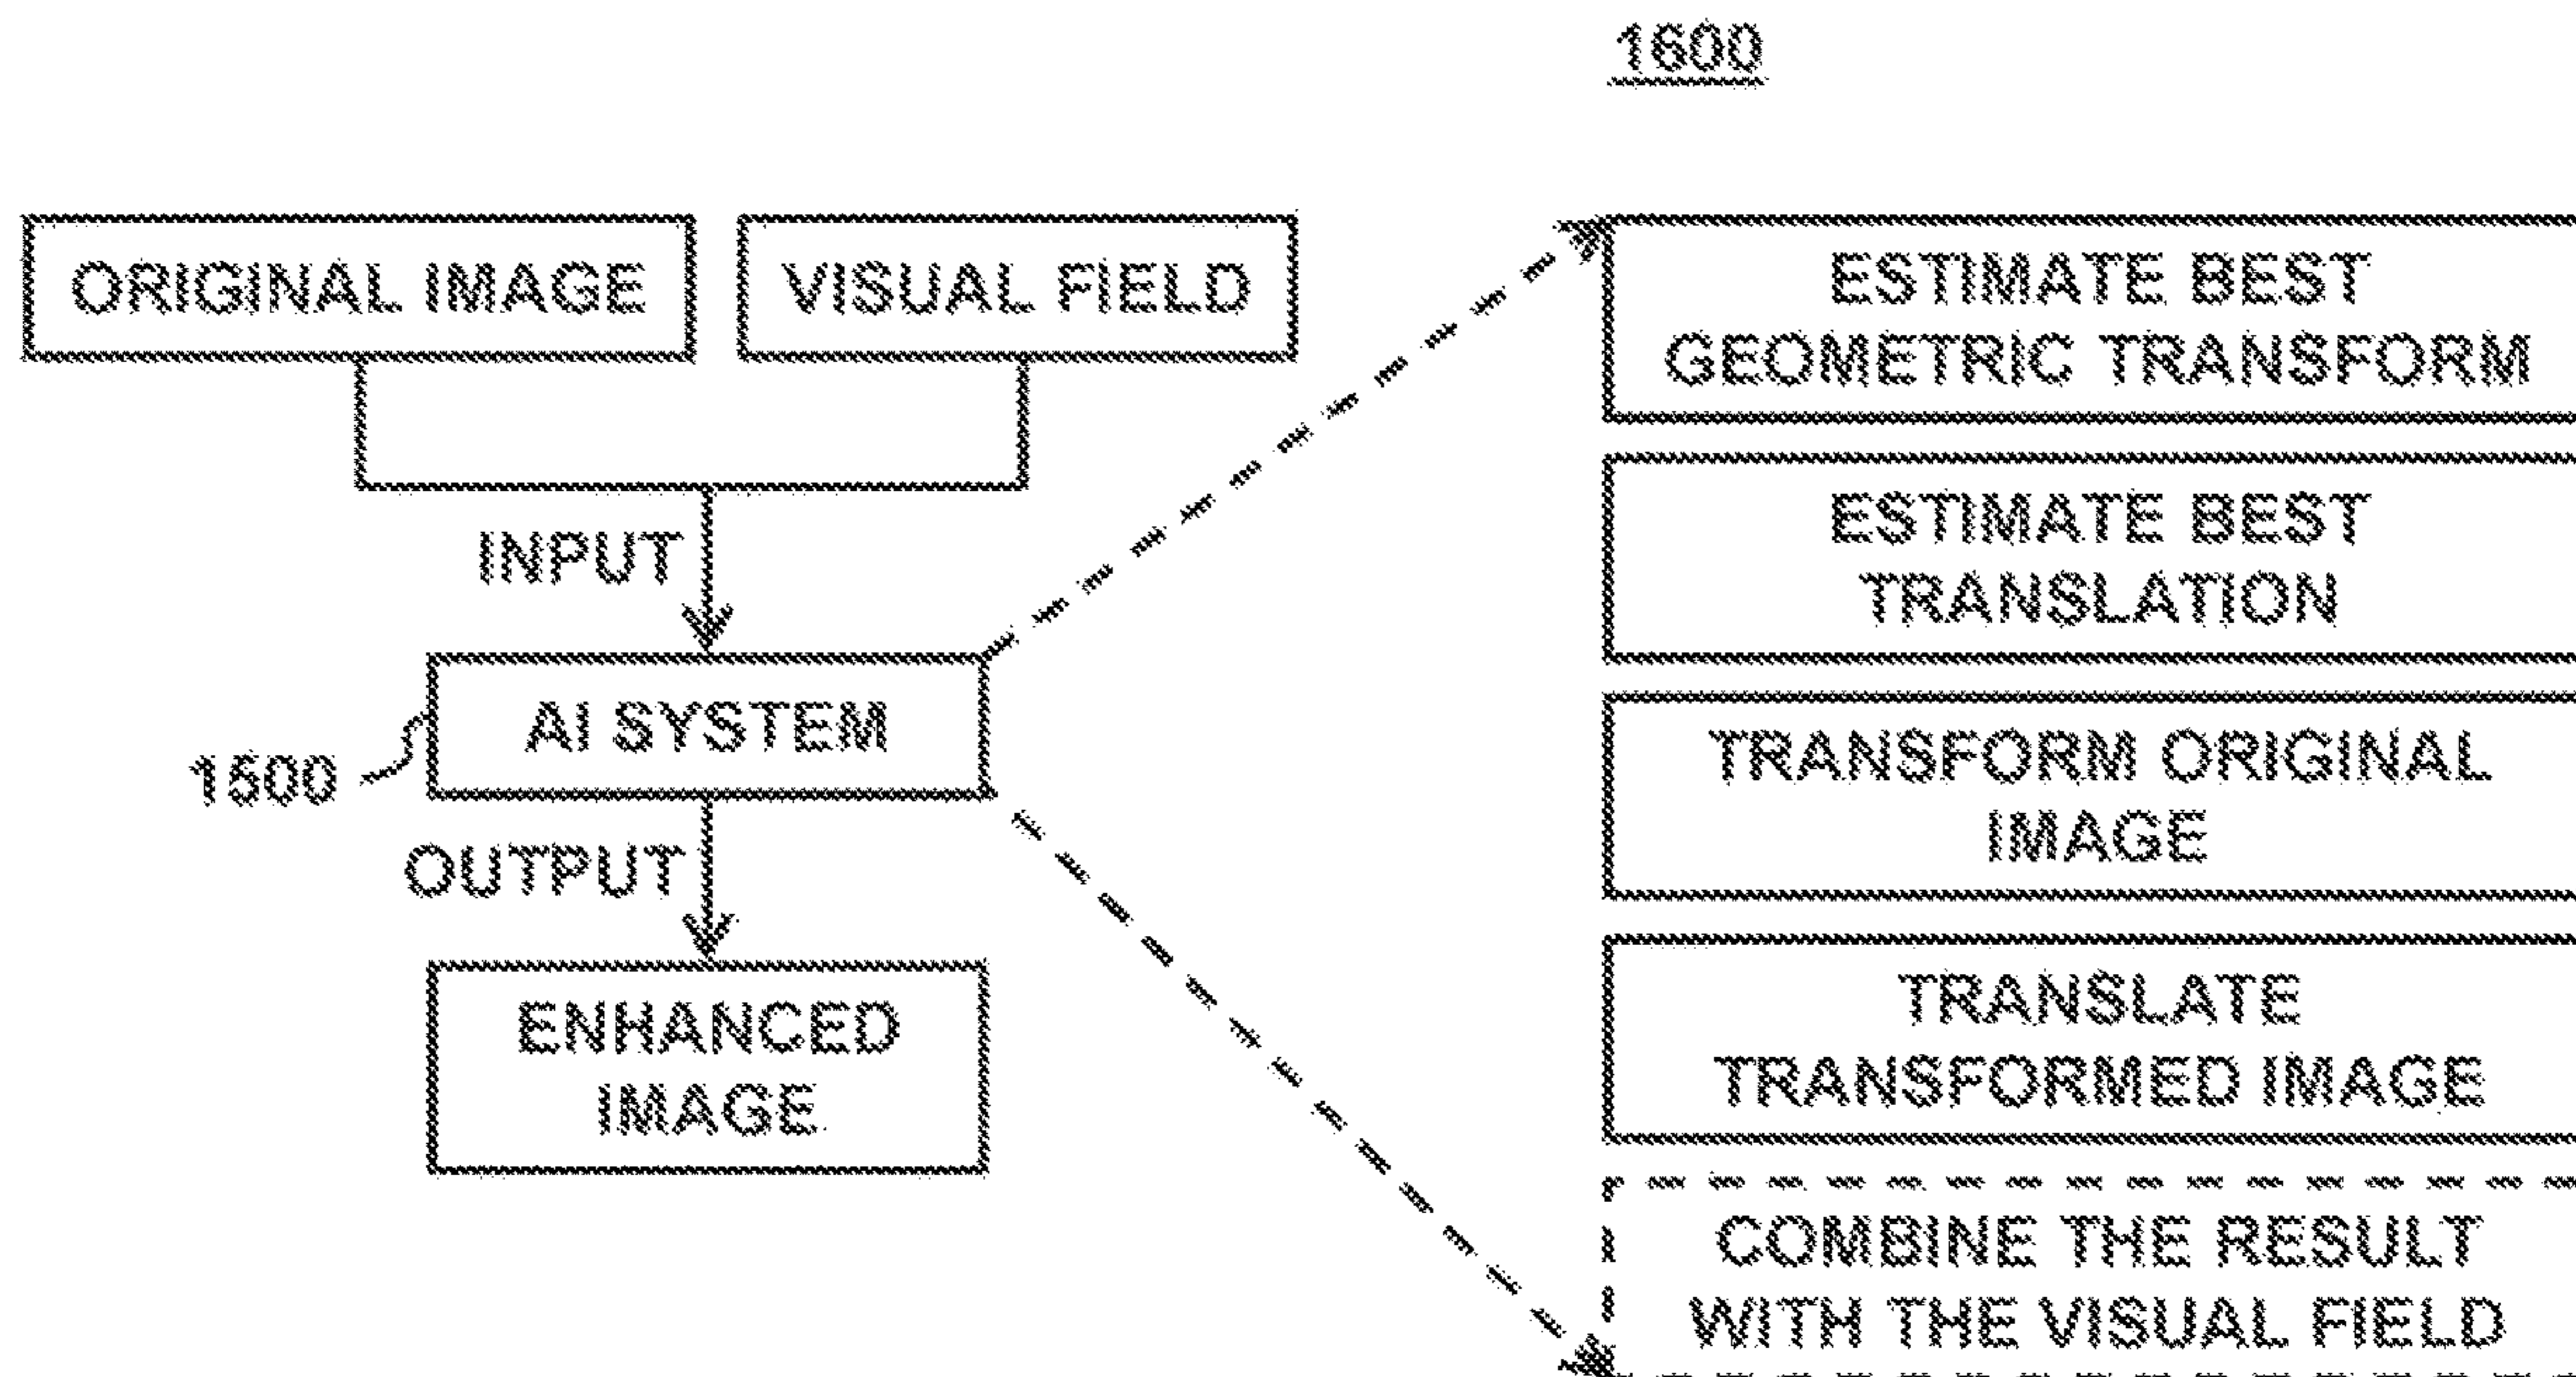 1600
ORIGINAL IMAGE
VISUAL FIELD
INPUT
AI SYSTEM
1500
OUTPUT
ENHANCED
IMAGE
ESTIMATE BEST
GEOMETRIC TRANSFORM
ESTIMATE BEST
TRANSLATION
TRANSFORM ORIGINAL
IMAGE
TRANSLATE
TRANSFORMED IMAGE
COMBINE THE RESULT
WITH THE VISUAL FIELD